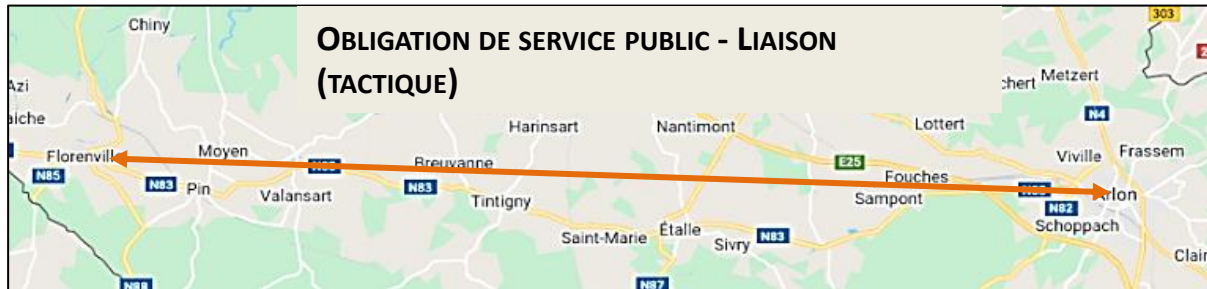 OBLIGATION DE SERVICE PUBLIC - LIAISON
(TACTIQUE)
Chiny
303
Metzert
N4
Harinsart
Nantimont
Lottert
Florenville
Moyen
Breuvanne
E25
Viville
Frassem
N85
N83
Pin
Valansart
N83
Tintigny
Fouches
Sampont
Arlon
N82
Schoppach
Saint-Marie
Étalle
Sivry
N83
N87